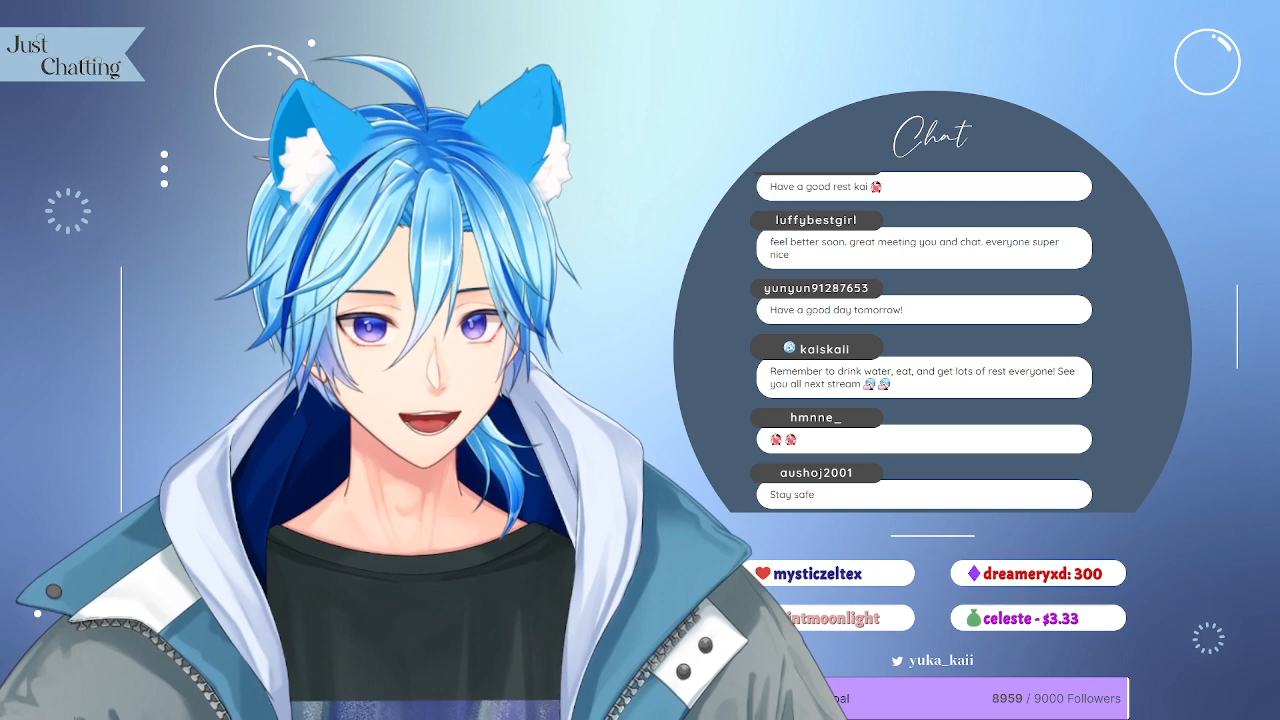 Just
Chatting
Chat
Have a good rest kai
luffybestgirl
feel better soon. great meeting you and chat. everyone super
nice
yunyun91287653
Have a good day tomorrow!
kaiskaii
Remember to drink water, eat, and get lots of rest everyone! See
you all next stream
hmnne_
aushoj2001
Stay safe
mysticzeltex
dreameryxd: 300
intmoonlight
celeste - $3.33
yuka_kaii
8959 / 9000 Followers